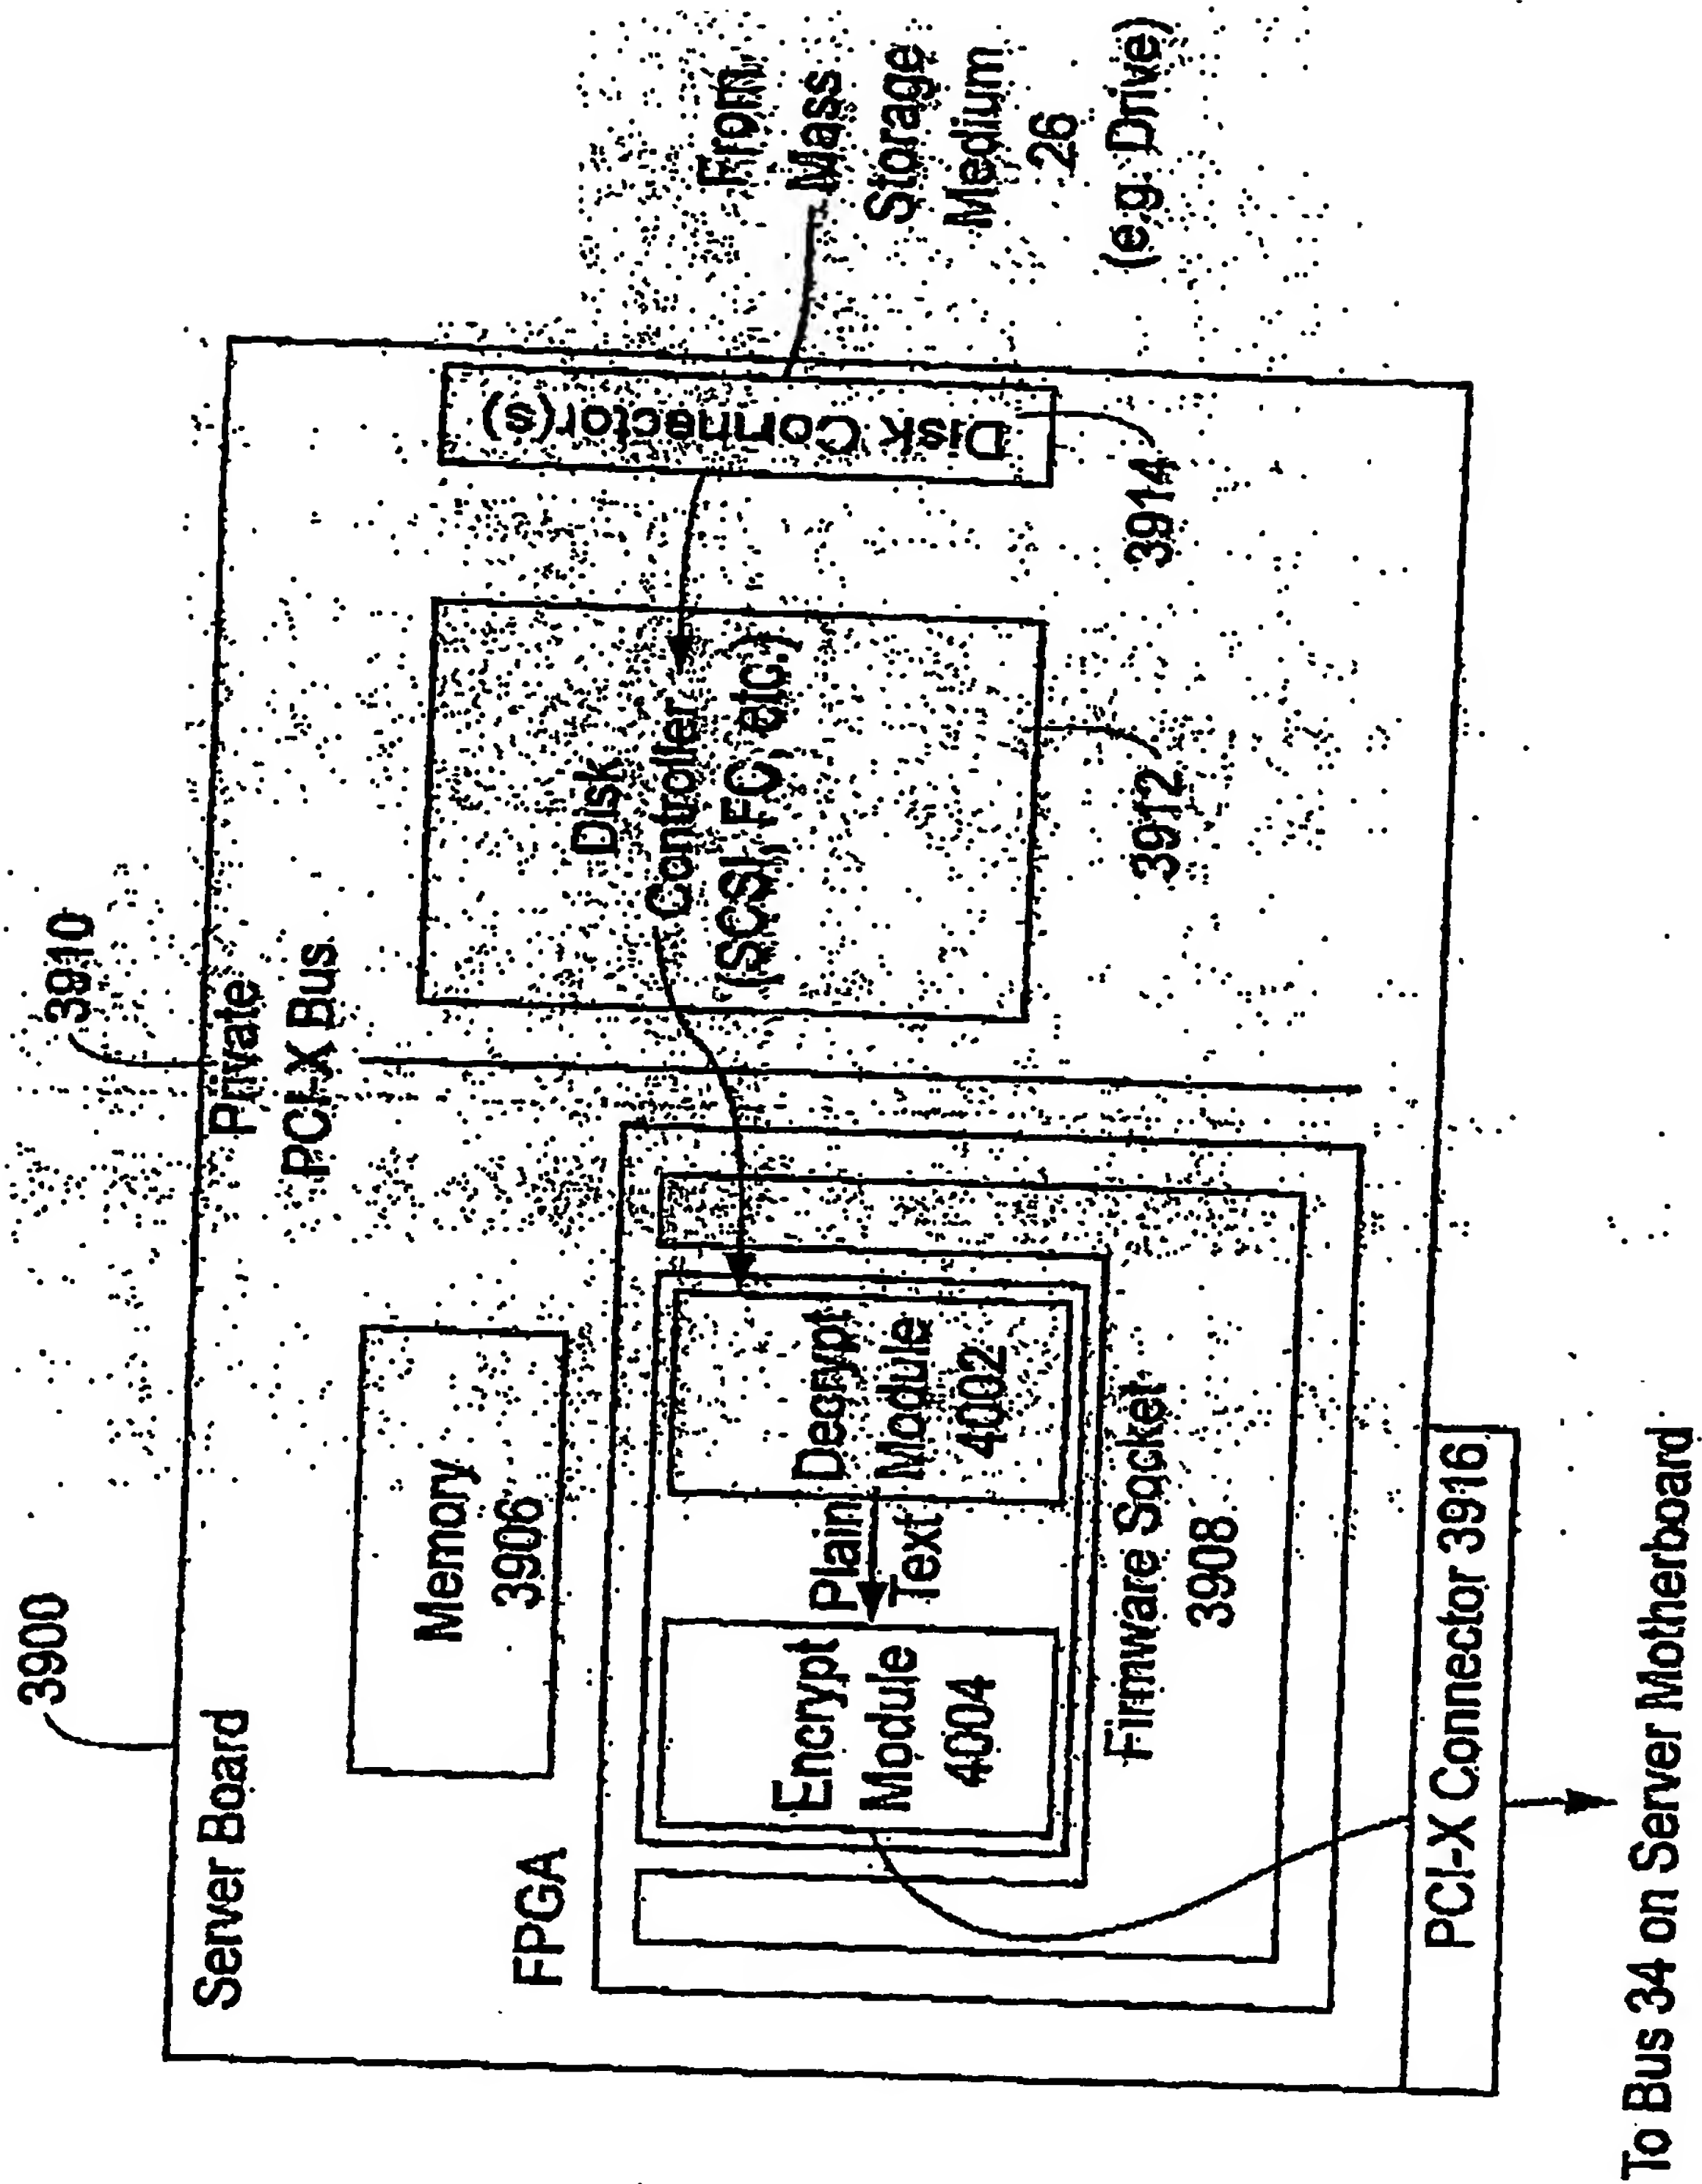 3900
3910
Server Board
Private
PCI-X Bus
Memory
3906
FPGA
Encrypt
Module
4004
Plain
Text
Decrypt
Module
4002
Firmware Socket
3908
Disk
Controller
(SCSI, FC, etc.)
3912
Disk Connector(s)
3914
From
Mass
Storage
Medium
26
(e.g. Drive)
PCI-X Connector 3916
To Bus 34 on Server Motherboard